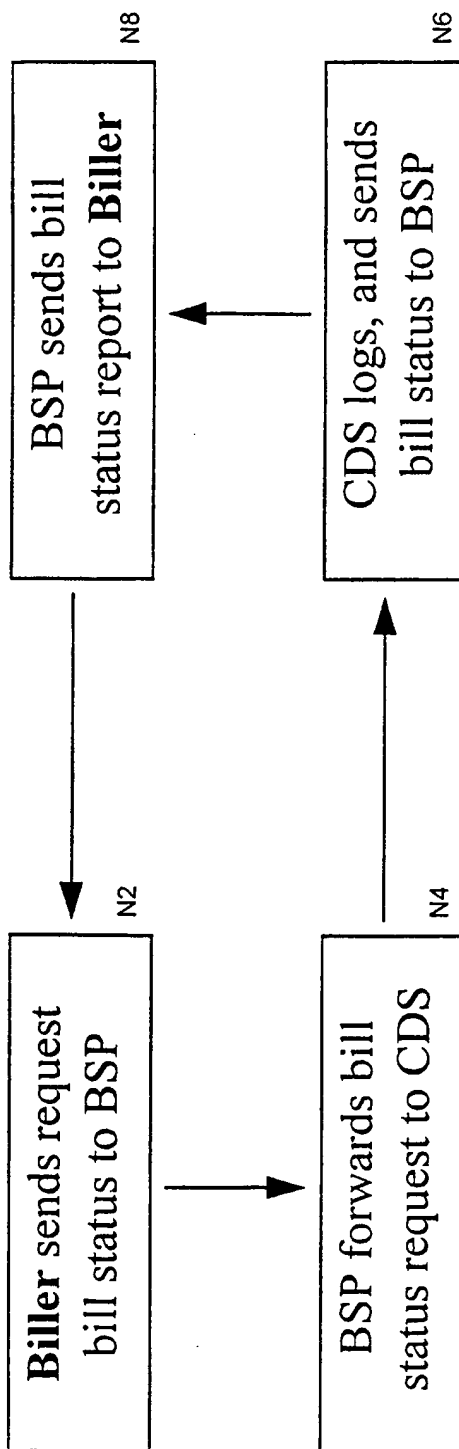 Biller sends request
bill status to BSP
N2
BSP forwards bill
status request to CDS
N4
CDS logs, and sends
bill status to BSP
N6
BSP sends bill
status report to Biller
N8